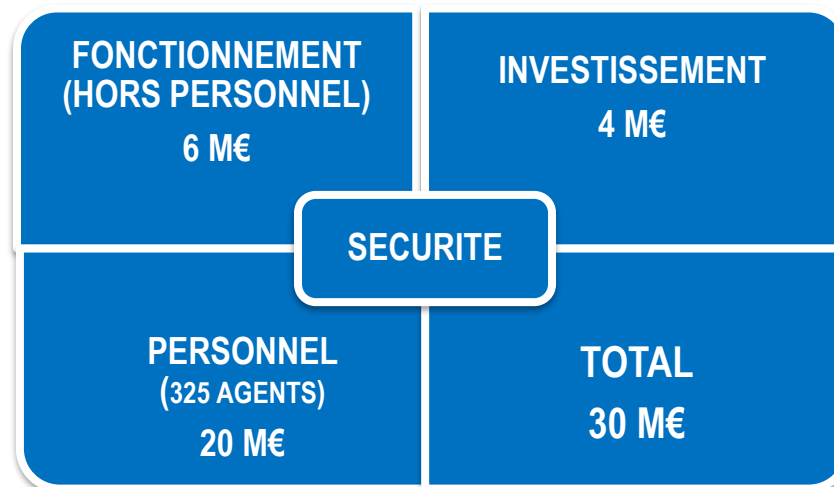 FONCTIONNEMENT
(HORS PERSONNEL)
6 M€
INVESTISSEMENT
4 M€
SECURITE
PERSONNEL
(325 AGENTS)
20 M€
TOTAL
30 M€